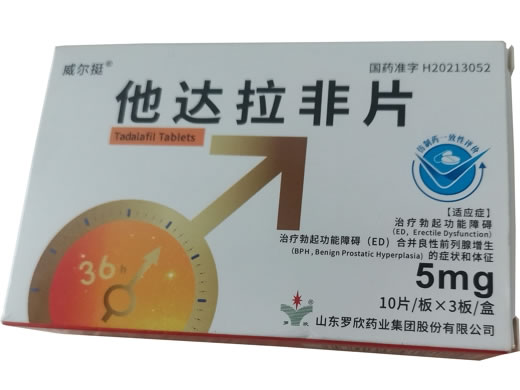 威尔挺®
国药准字 H20213052
他达拉非片
Tadalafil Tablets
仿制药一致性评价
36h
【适应症】
治疗勃起功能障碍
(ED, Erectile Dysfunction)
治疗勃起功能障碍（ED）合并良性前列腺增生
(BPH, Benign Prostatic Hyperplasia) 的症状和体征
5mg
10片/板×3板/盒
罗欣®
山东罗欣药业集团股份有限公司